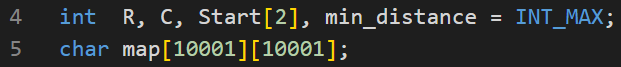 4 int R, C, Start[2], min_distance = INT_MAX;
5 char map[10001][10001];